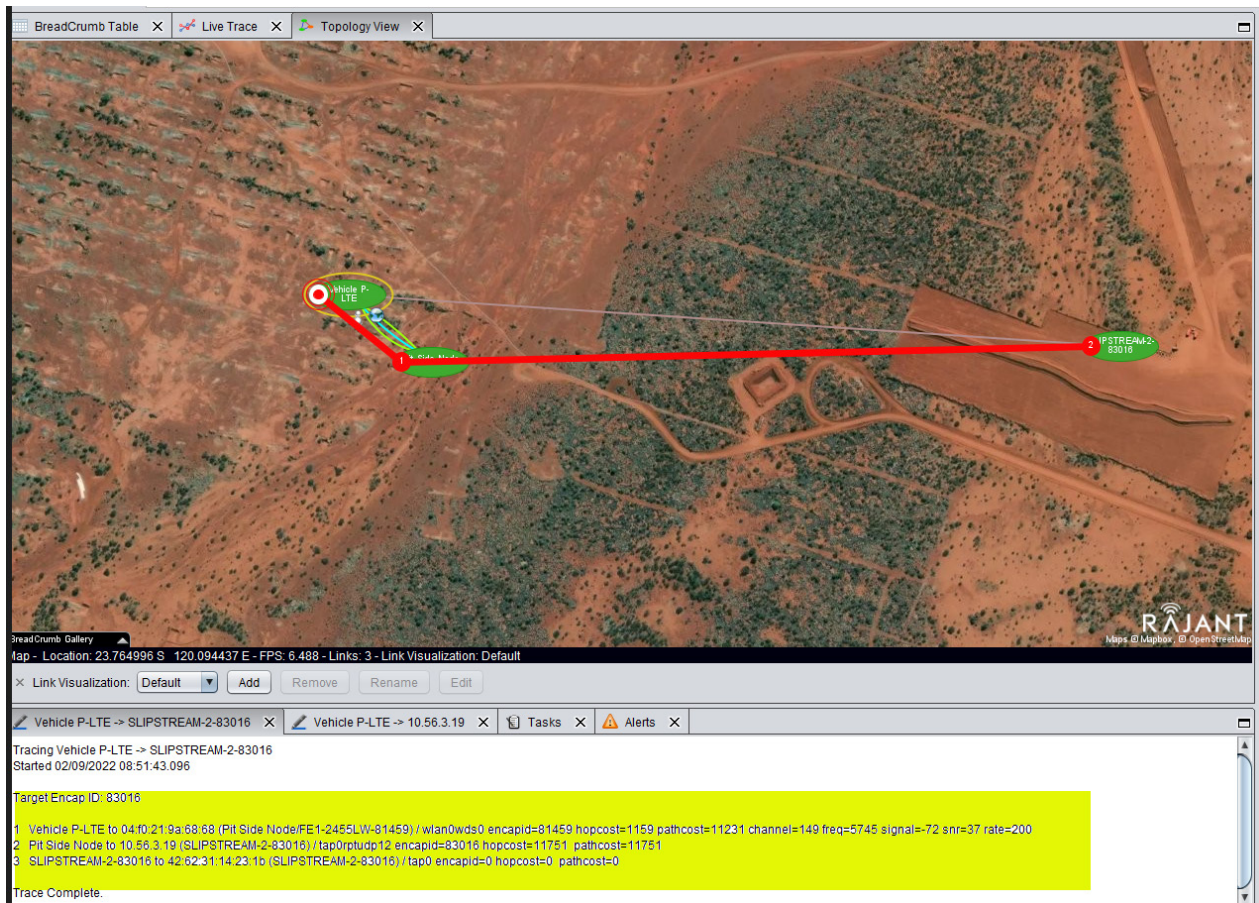 BreadCrumb Table X Live Trace X Topology View X
Vehicle P-
LTE
Pit Side Node
1
2
SLIPSTREAM-2-
83016
RAJANT
BreadCrumb Gallery
Maps © Mapbox, © OpenStreetMap
Map - Location: 23.764996 S 120.094437 E - FPS: 6.488 - Links: 3 - Link Visualization: Default
× Link Visualization: Default Add Remove Rename Edit
Vehicle P-LTE -> SLIPSTREAM-2-83016 X Vehicle P-LTE -> 10.56.3.19 X Tasks X Alerts X
Tracing Vehicle P-LTE -> SLIPSTREAM-2-83016
Started 02/09/2022 08:51:43.096
Target Encap ID: 83016
1 Vehicle P-LTE to 04:f0:21:9a:68:68 (Pit Side Node/FE1-2455LW-81459) / wlan0wds0 encapid=81459 hopcost=1159 pathcost=11231 channel=149 freq=5745 signal=-72 snr=37 rate=200
2 Pit Side Node to 10.56.3.19 (SLIPSTREAM-2-83016) / tap0rptudp12 encapid=83016 hopcost=11751 pathcost=11751
3 SLIPSTREAM-2-83016 to 42:62:31:14:23:1b (SLIPSTREAM-2-83016) / tap0 encapid=0 hopcost=0 pathcost=0
Trace Complete.